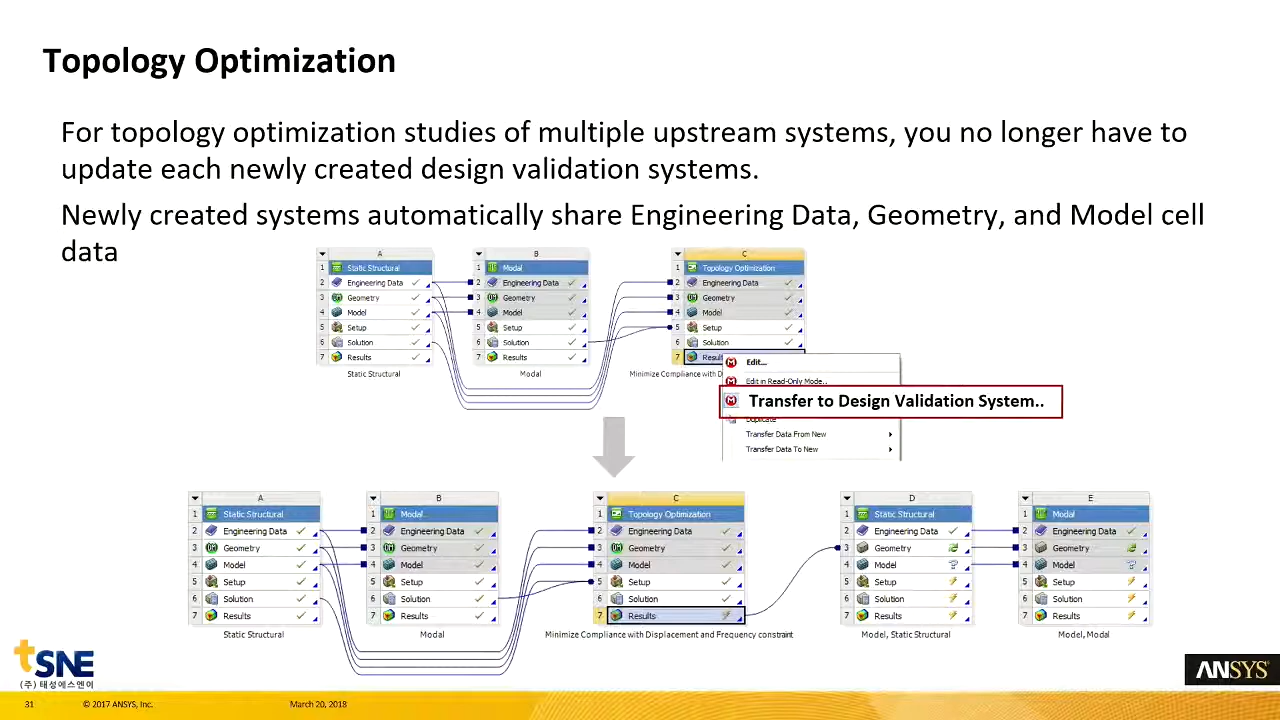 Topology Optimization
For topology optimization studies of multiple upstream systems, you no longer have to
update each newly created design validation systems.
Newly created systems automatically share Engineering Data, Geometry, and Model cell
data
A
1 Static Structural
2 Engineering Data
3 Geometry
4 Model
5 Setup
6 Solution
7 Results
Static Structural
B
1 Modal
2 Engineering Data
3 Geometry
4 Model
5 Setup
6 Solution
7 Results
Modal
C
1 Topology Optimization
2 Engineering Data
3 Geometry
4 Model
5 Setup
6 Solution
7 Resu
Minimize Compliance with D
Edit...
Edit in Read-Only Mode..
Transfer to Design Validation System..
Duplicate
Transfer Data From New
Transfer Data To New
A
1 Static Structural
2 Engineering Data
3 Geometry
4 Model
5 Setup
6 Solution
7 Results
Static Structural
B
1 Modal
2 Engineering Data
3 Geometry
4 Model
5 Setup
6 Solution
7 Results
Modal
C
1 Topology Optimization
2 Engineering Data
3 Geometry
4 Model
5 Setup
6 Solution
7 Results
Minimize Compliance with Displacement and Frequency constraint
D
1 Static Structural
2 Engineering Data
3 Geometry
4 Model
5 Setup
6 Solution
7 Results
Model, Static Structural
E
1 Modal
2 Engineering Data
3 Geometry
4 Model
5 Setup
6 Solution
7 Results
Model, Modal
tSNE
(주)태성에스엔이
ANSYS
31 © 2017 ANSYS, Inc. March 20, 2018